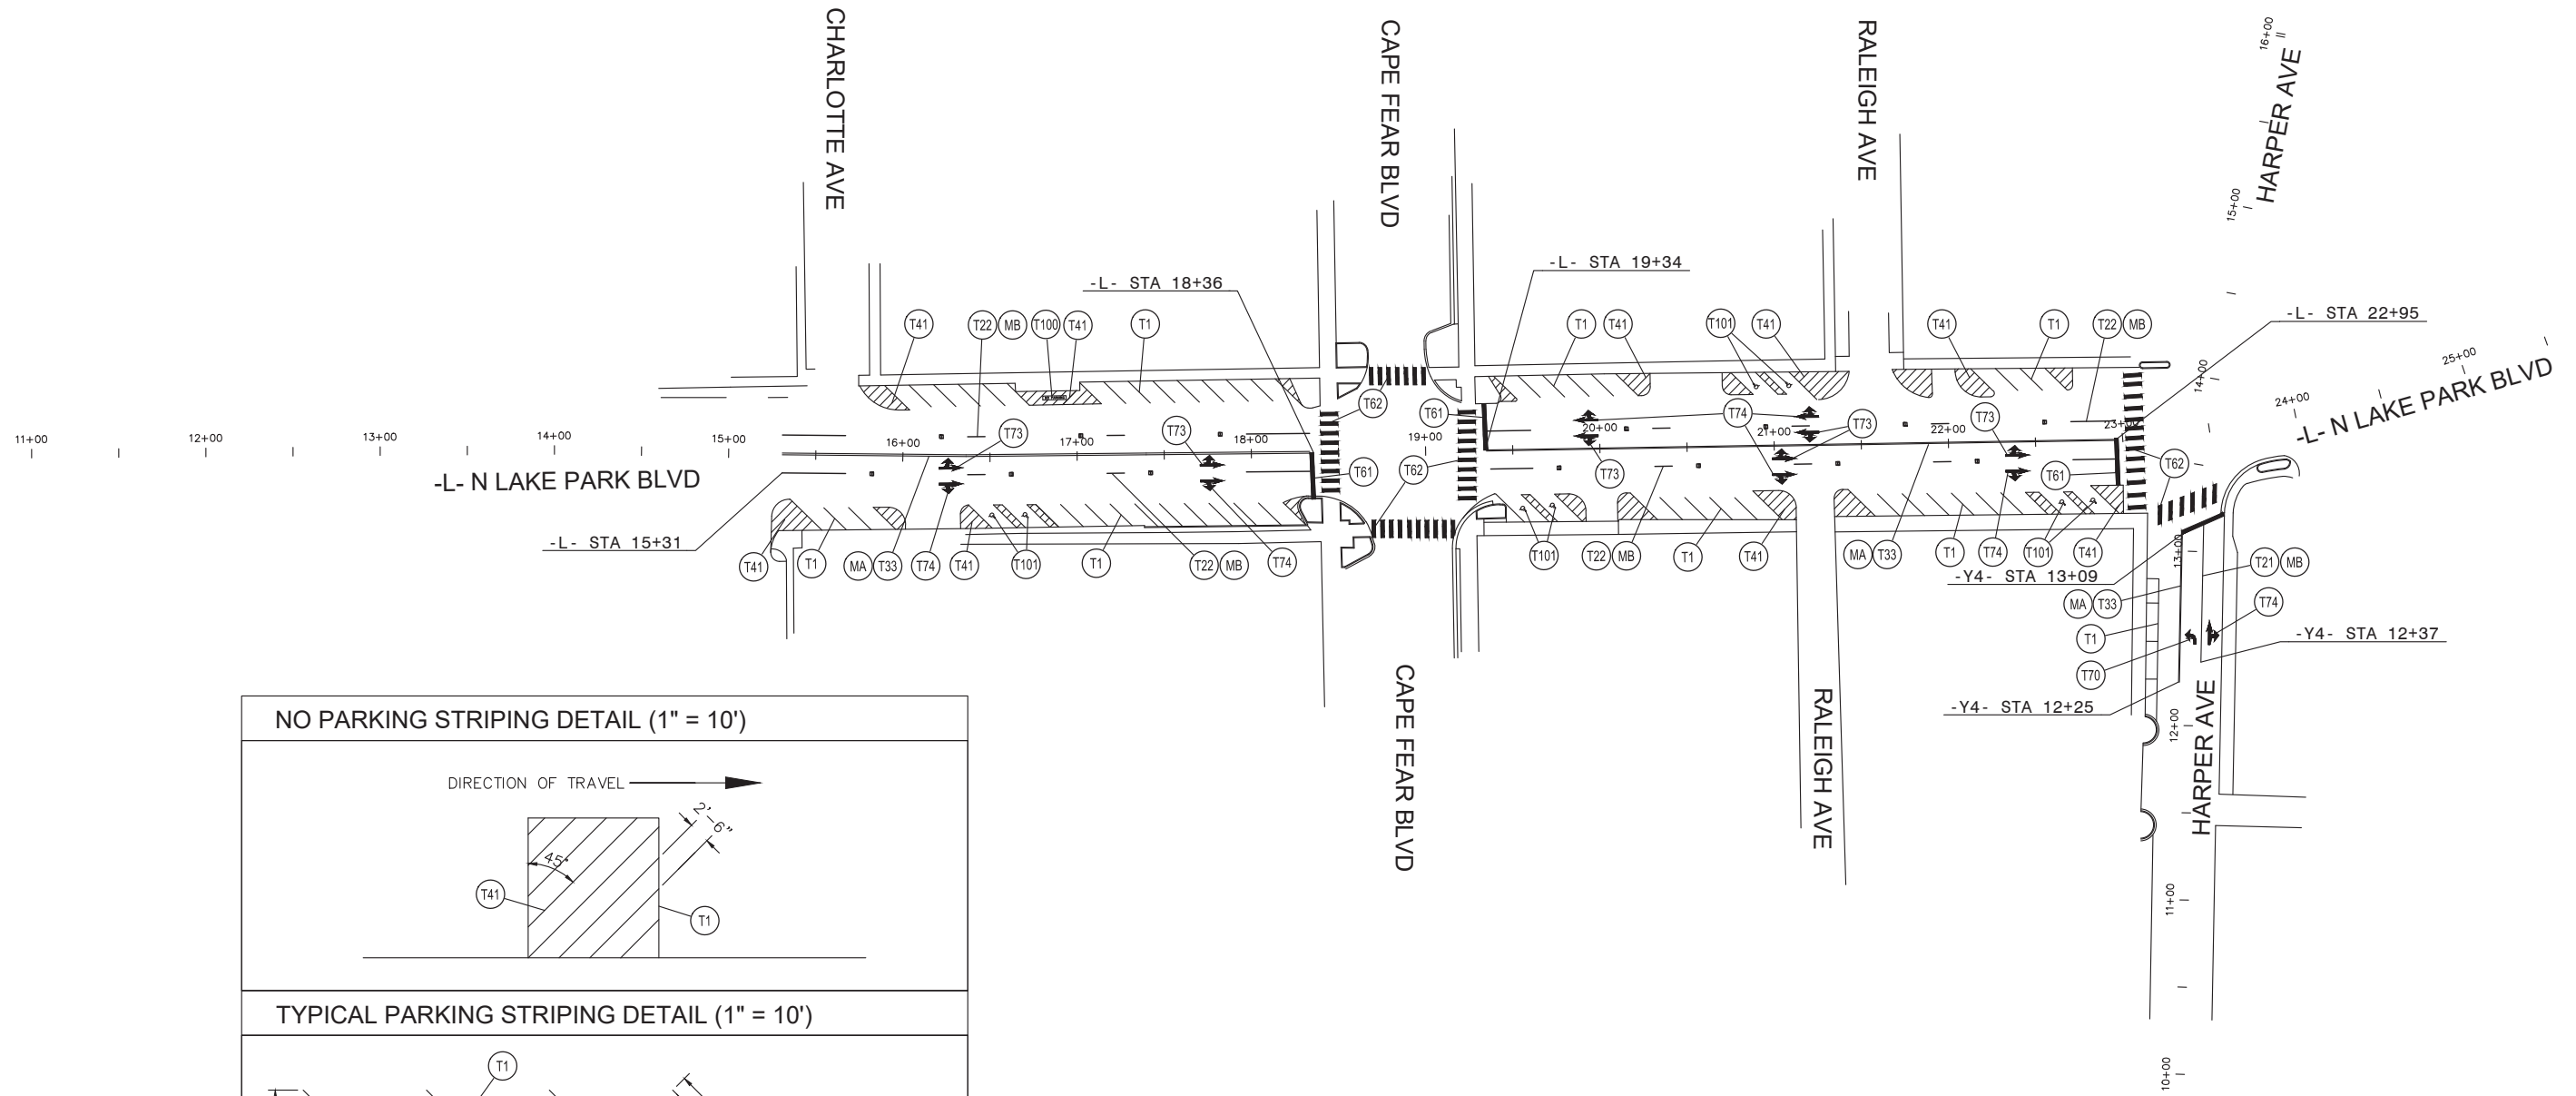 CHARLOTTE AVE
CAPE FEAR BLVD
RALEIGH AVE
16+00
HARPER AVE
15+00
-L- STA 19+34
-L- STA 18+36
-L- STA 22+95
T41 T22 MB T100 T41 T1
T1 T41 T101 T41
T41 T1 T22 MB
25+00
14+00
24+00
-L- N LAKE PARK BLVD
T62 T61 T74 T73 T73
T73 T73
11+00 12+00 13+00 14+00 15+00 16+00 17+00 18+00 19+00 20+00 21+00 22+00 23+00
T61 T62 T73 T61 T62
-L- N LAKE PARK BLVD
-L- STA 15+31
T41 T1 MA T33 T74 T41 T101 T1 T22 MB T74
T101 T22 MB T1 T41 MA T33 T1 T74 T101 T41
13+00
T21 MB
-Y4- STA 13+09
MA T33
T74
T1
-Y4- STA 12+37
T70
-Y4- STA 12+25
12+00
HARPER AVE
CAPE FEAR BLVD
RALEIGH AVE
11+00
10+00
NO PARKING STRIPING DETAIL (1" = 10')
DIRECTION OF TRAVEL
2'-6"
45°
T41
T1
TYPICAL PARKING STRIPING DETAIL (1" = 10')
T1